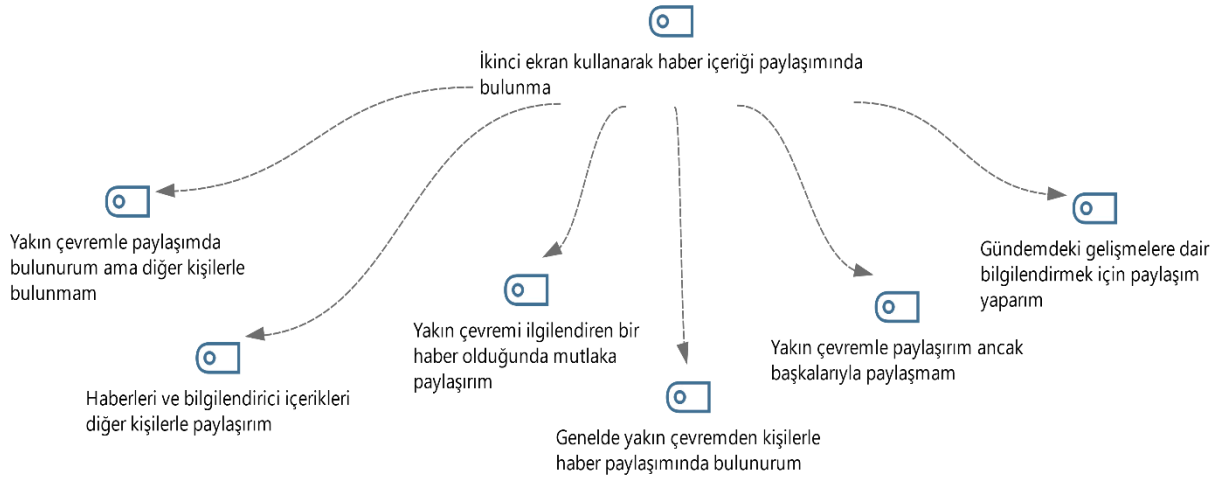 İkinci ekran kullanarak haber içeriği paylaşımında
bulunma
Yakın çevremle paylaşımda
bulunurum ama diğer kişilerle
bulunmam
Haberleri ve bilgilendirici içerikleri
diğer kişilerle paylaşırım
Yakın çevremi ilgilendiren bir
haber olduğunda mutlaka
paylaşırım
Genelde yakın çevremden kişilerle
haber paylaşımında bulunurum
Yakın çevremle paylaşırım ancak
başkalarıyla paylaşmam
Gündemdeki gelişmelere dair
bilgilendirmek için paylaşım
yaparım